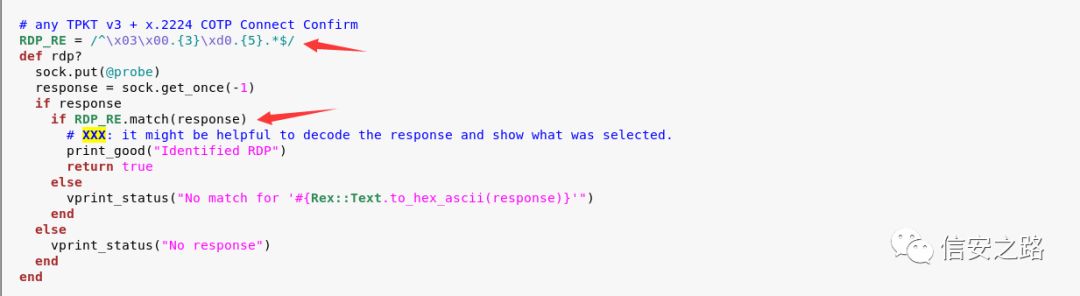 # any TPKT v3 + x.2224 COTP Connect Confirm
RDP_RE = /^\x03\x00.{3}\xd0.{5}.*$/
def rdp?
  sock.put(@probe)
  response = sock.get_once(-1)
  if response
    if RDP_RE.match(response)
      # XXX: it might be helpful to decode the response and show what was selected.
      print_good("Identified RDP")
      return true
    else
      vprint_status("No match for '#{Rex::Text.to_hex_ascii(response)}'")
    end
  else
    vprint_status("No response")
  end
end
信安之路